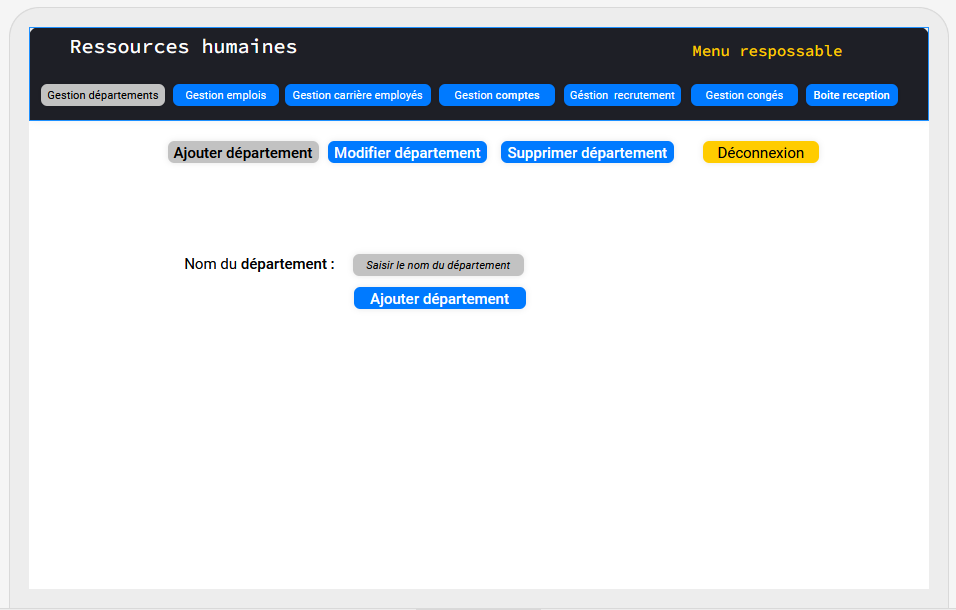 Ressources humaines
Menu respossable
Gestion départements
Gestion emplois
Gestion carrière employés
Gestion comptes
Géstion recrutement
Gestion congés
Boite reception
Ajouter département
Modifier département
Supprimer département
Déconnexion
Nom du département :
Saisir le nom du département
Ajouter département